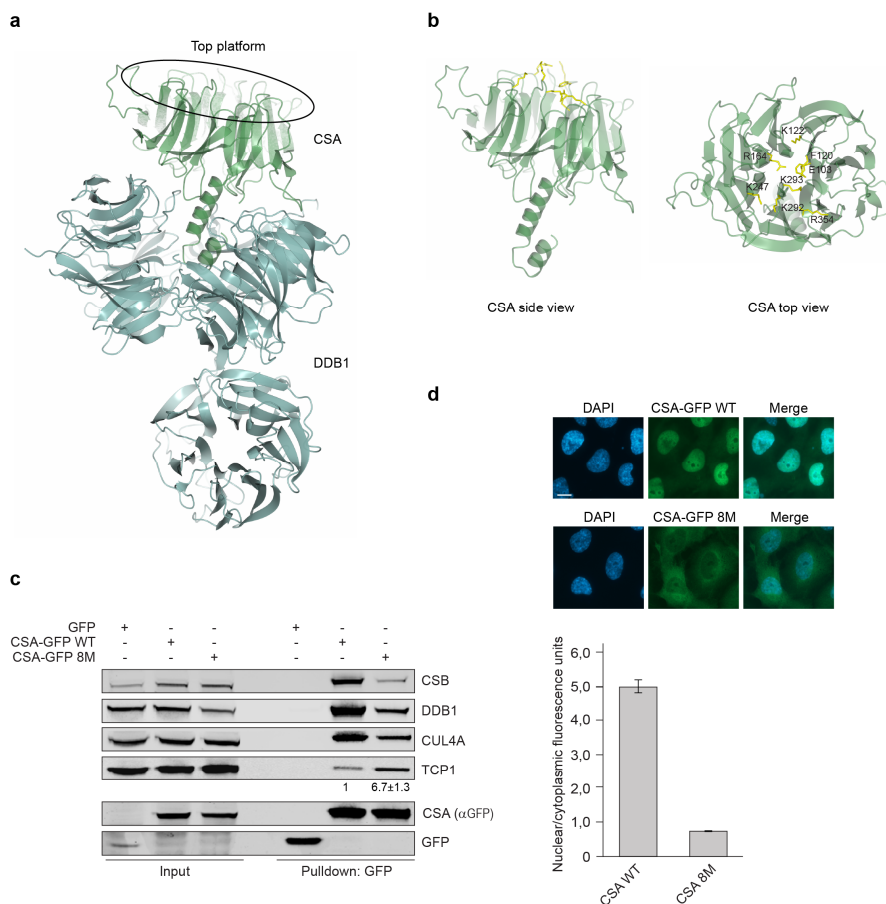 a
Top platform
CSA
DDB1
b
K122
R164
F120
E103
K293
K247
K292
R354
CSA side view
CSA top view
c
GFP + - - + - -
CSA-GFP WT - + - - + -
CSA-GFP 8M - - + - - +
CSB
DDB1
CUL4A
TCP1
1 6.7±1.3
CSA (αGFP)
GFP
Input
Pulldown: GFP
d
DAPI CSA-GFP WT Merge
DAPI CSA-GFP 8M Merge
Nuclear/cytoplasmic fluorescence units
6,0
5,0
4,0
3,0
2,0
1,0
0
CSA WT
CSA 8M